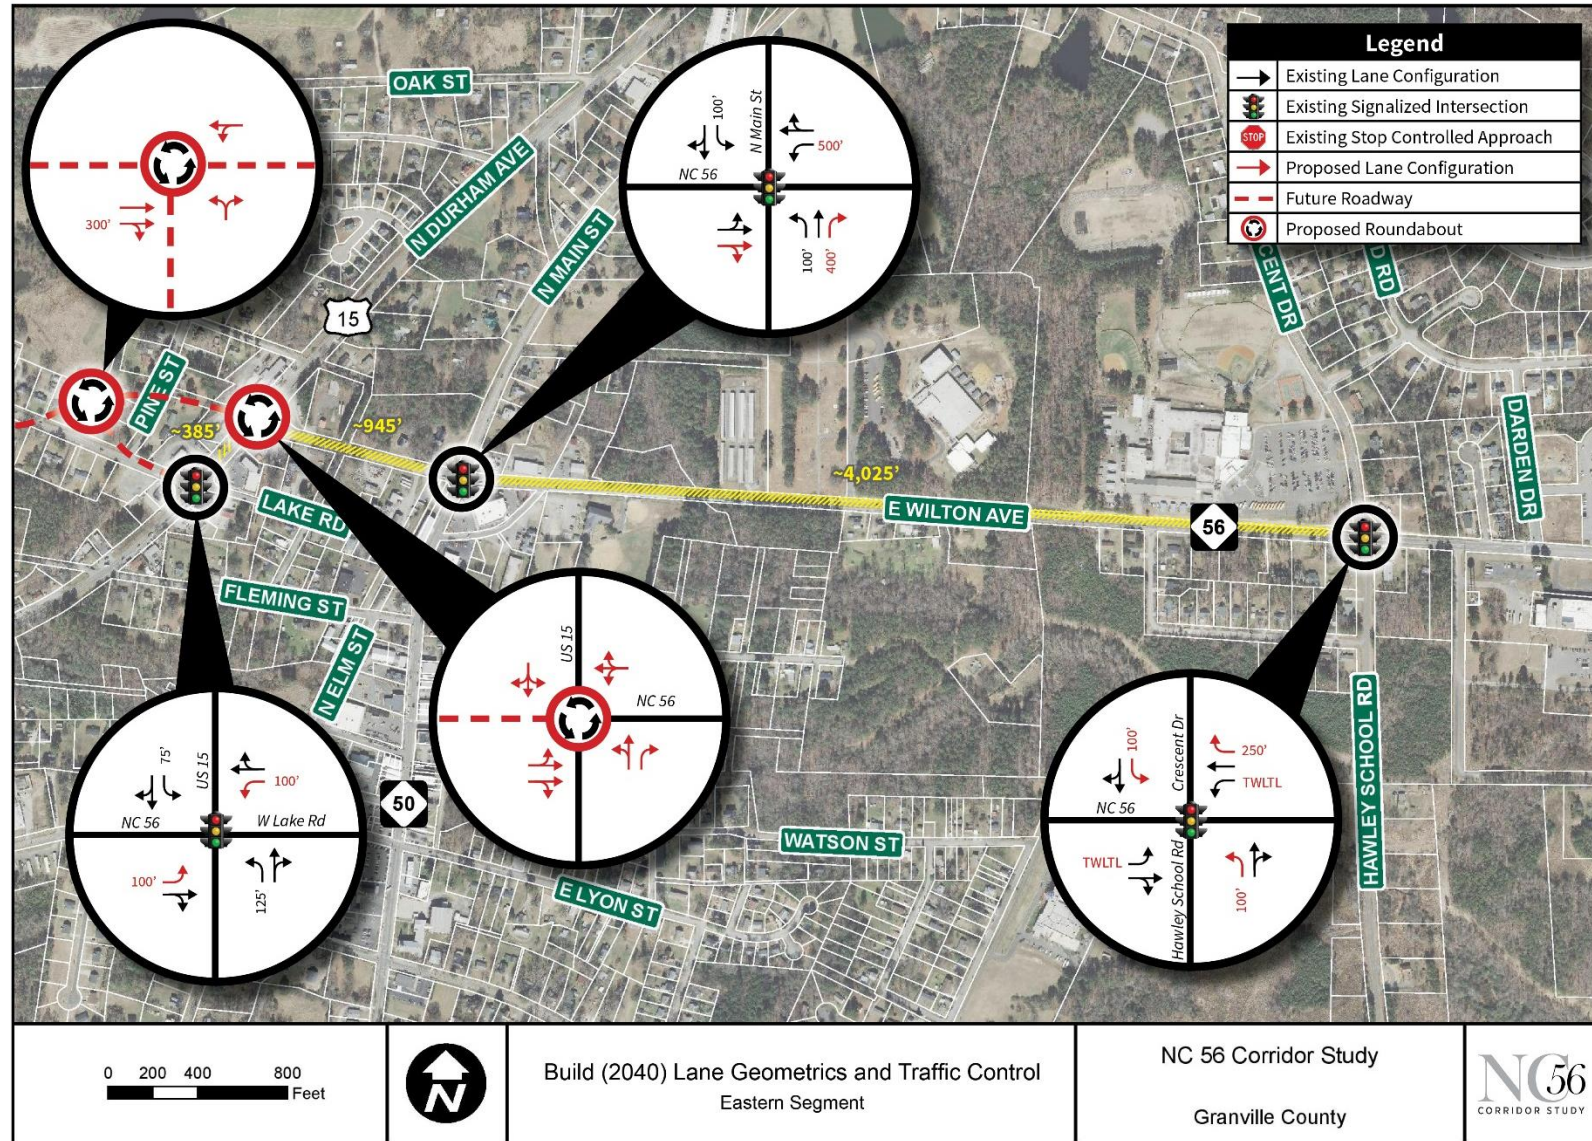 Legend
Existing Lane Configuration
Existing Signalized Intersection
STOP
Existing Stop Controlled Approach
Proposed Lane Configuration
Future Roadway
Proposed Roundabout
OAK ST
N DURHAM AVE
N MAIN ST
15
PINE ST
~385'
~945'
~4,025'
LAKE RD
FLEMING ST
N ELM ST
50
E WILTON AVE
56
CENT DR
D RD
DARDEN DR
HAWLEY SCHOOL RD
WATSON ST
E LYON ST
300'
100'
N Main St
500'
NC 56
100'
400'
75'
US 15
100'
NC 56
W Lake Rd
100'
125'
US 15
NC 56
100'
Crescent Dr
250'
TWLTL
NC 56
TWLTL
Hawley School Rd
100'
0 200 400 800
Feet
N
Build (2040) Lane Geometrics and Traffic Control
Eastern Segment
NC 56 Corridor Study
Granville County
NC56
CORRIDOR STUDY